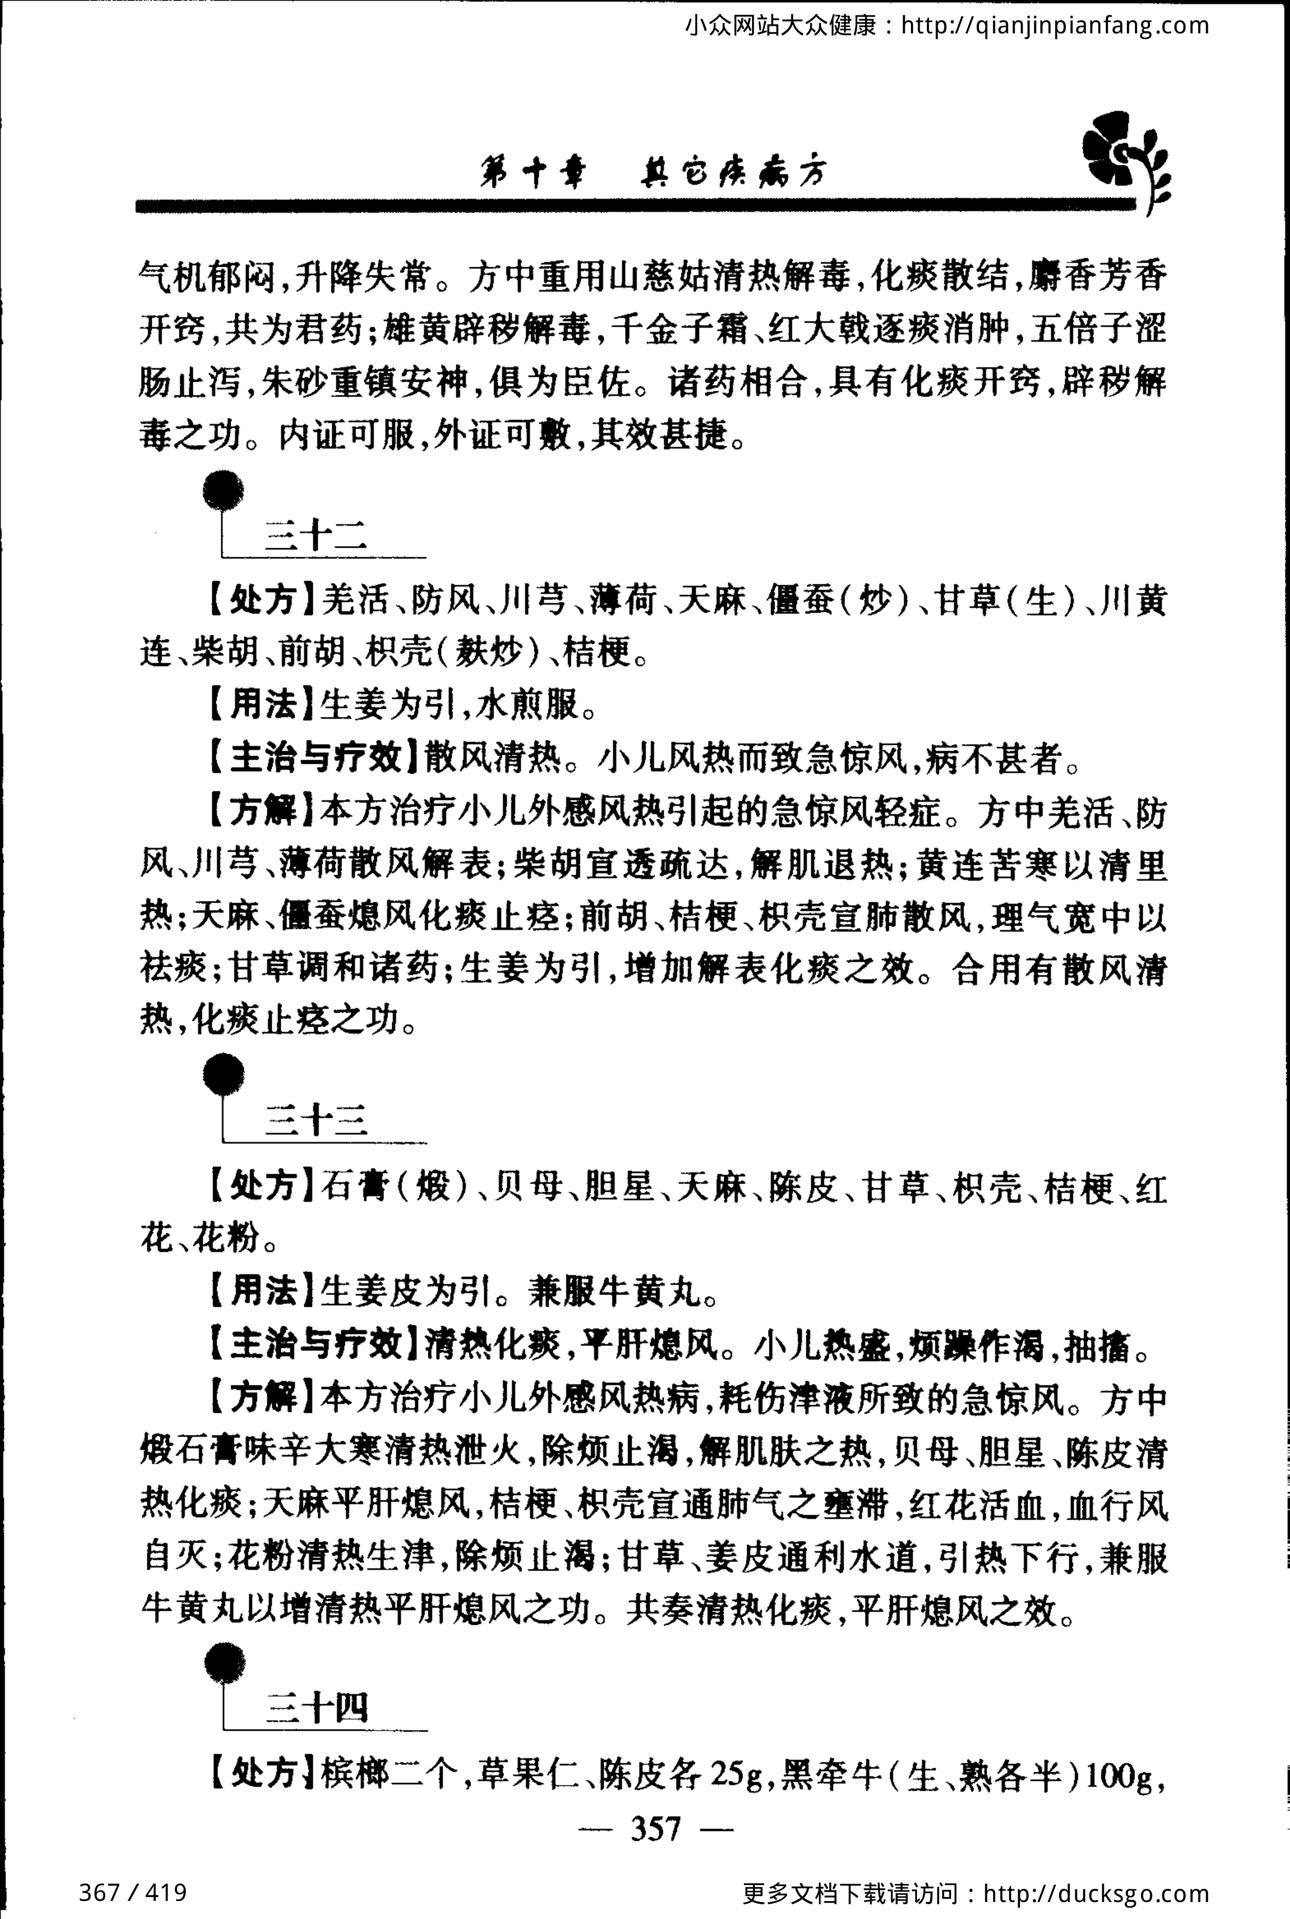 小众网站大众健康：http://qianjinpianfang.com
第十章 其它疾病方
气机郁闷,升降失常。方中重用山慈姑清热解毒,化痰散结,麝香芳香
开窍,共为君药;雄黄辟秽解毒,千金子霜、红大戟逐痰消肿,五倍子涩
肠止泻,朱砂重镇安神,俱为臣佐。诸药相合,具有化痰开窍,辟秽解
毒之功。内证可服,外证可敷,其效甚捷。
三十二
【处方】羌活、防风、川芎、薄荷、天麻、僵蚕(炒)、甘草(生)、川黄
连、柴胡、前胡、枳壳(麸炒)、桔梗。
【用法】生姜为引,水煎服。
【主治与疗效】散风清热。小儿风热而致急惊风,病不甚者。
【方解】本方治疗小儿外感风热引起的急惊风轻症。方中羌活、防
风、川芎、薄荷散风解表;柴胡宣透疏达,解肌退热;黄连苦寒以清里
热;天麻、僵蚕熄风化痰止痉;前胡、桔梗、枳壳宣肺散风,理气宽中以
祛痰;甘草调和诸药;生姜为引,增加解表化痰之效。合用有散风清
热,化痰止痉之功。
三十三
【处方】石膏(煅)、贝母、胆星、天麻、陈皮、甘草、枳壳、桔梗、红
花、花粉。
【用法】生姜皮为引。兼服牛黄丸。
【主治与疗效】清热化痰,平肝熄风。小儿热盛,烦躁作渴,抽搐。
【方解】本方治疗小儿外感风热病,耗伤津液所致的急惊风。方中
煅石膏味辛大寒清热泄火,除烦止渴,解肌肤之热,贝母、胆星、陈皮清
热化痰;天麻平肝熄风,桔梗、枳壳宣通肺气之壅滞,红花活血,血行风
自灭;花粉清热生津,除烦止渴;甘草、姜皮通利水道,引热下行,兼服
牛黄丸以增清热平肝熄风之功。共奏清热化痰,平肝熄风之效。
三十四
【处方】槟榔二个,草果仁、陈皮各25g,黑牵牛(生、熟各半)100g,
— 357 —
367 / 419
更多文档下载请访问：http://ducksgo.com